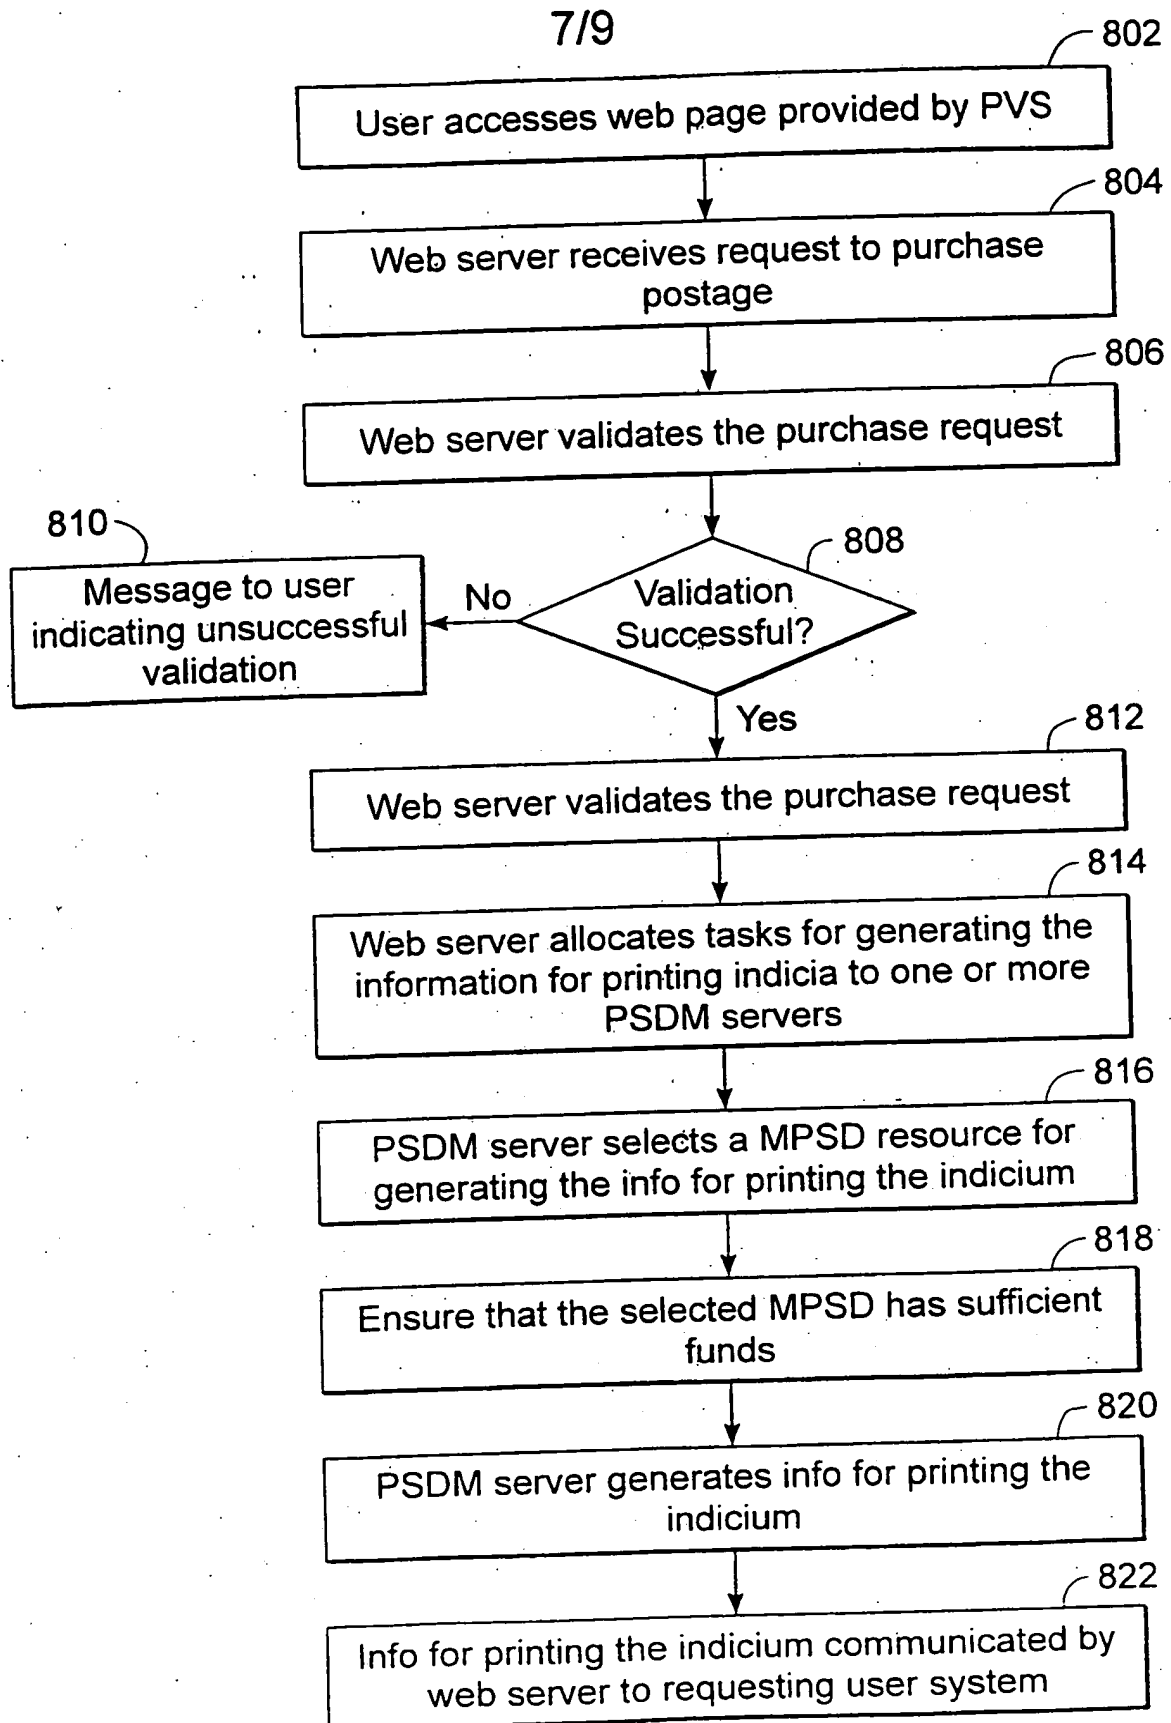 7/9
802
User accesses web page provided by PVS
804
Web server receives request to purchase
postage
806
Web server validates the purchase request
808
Validation
Successful?
810
Message to user
indicating unsuccessful
validation
No
Yes
812
Web server validates the purchase request
814
Web server allocates tasks for generating the
information for printing indicia to one or more
PSDM servers
816
PSDM server selects a MPSD resource for
generating the info for printing the indicium
818
Ensure that the selected MPSD has sufficient
funds
820
PSDM server generates info for printing the
indicium
822
Info for printing the indicium communicated by
web server to requesting user system